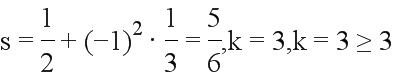 s = 1/2 + (−1)² · 1/3 = 5/6, k = 3, k = 3 ≥ 3